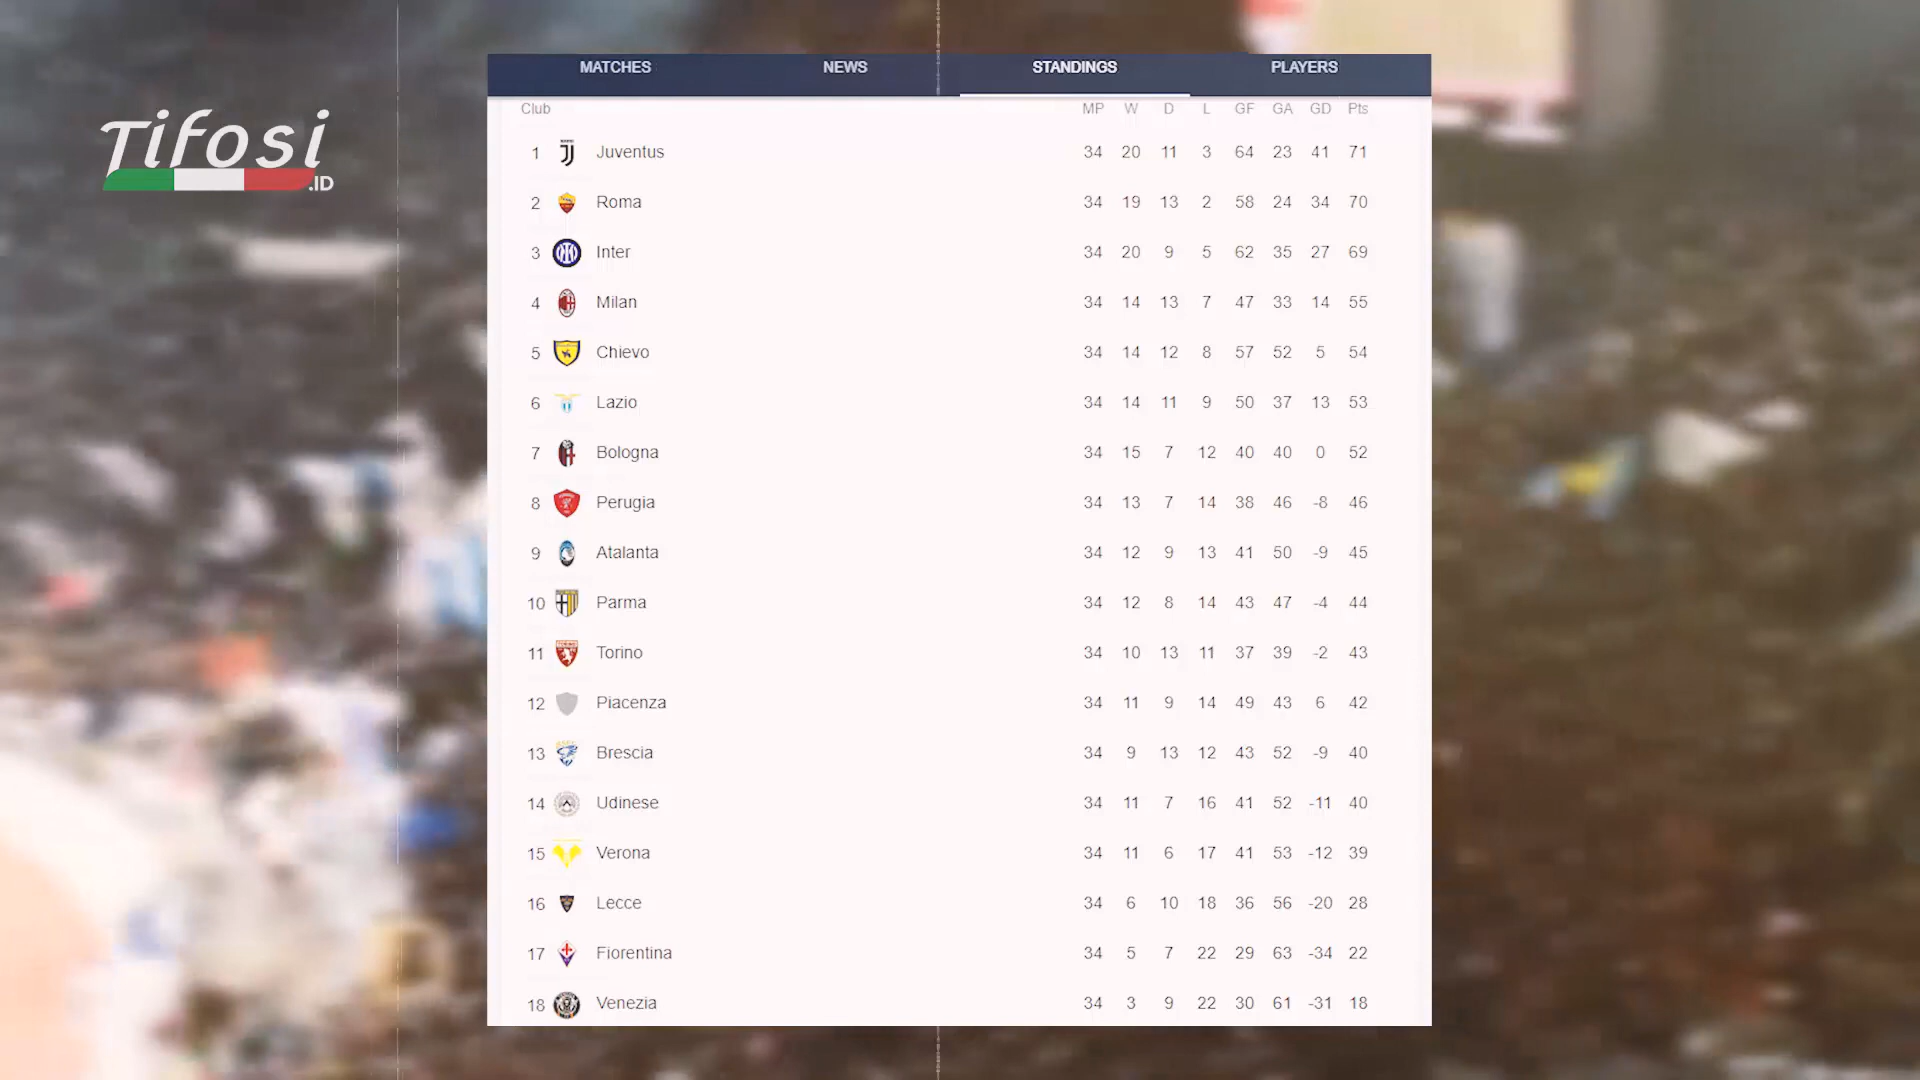 MATCHES NEWS STANDINGS PLAYERS
Tifosi
.ID
Club MP W D L GF GA GD Pts
1 Juventus 34 20 11 3 64 23 41 71
2 Roma 34 19 13 2 58 24 34 70
3 Inter 34 20 9 5 62 35 27 69
4 Milan 34 14 13 7 47 33 14 55
5 Chievo 34 14 12 8 57 52 5 54
6 Lazio 34 14 11 9 50 37 13 53
7 Bologna 34 15 7 12 40 40 0 52
8 Perugia 34 13 7 14 38 46 -8 46
9 Atalanta 34 12 9 13 41 50 -9 45
10 Parma 34 12 8 14 43 47 -4 44
11 Torino 34 10 13 11 37 39 -2 43
12 Piacenza 34 11 9 14 49 43 6 42
13 Brescia 34 9 13 12 43 52 -9 40
14 Udinese 34 11 7 16 41 52 -11 40
15 Verona 34 11 6 17 41 53 -12 39
16 Lecce 34 6 10 18 36 56 -20 28
17 Fiorentina 34 5 7 22 29 63 -34 22
18 Venezia 34 3 9 22 30 61 -31 18